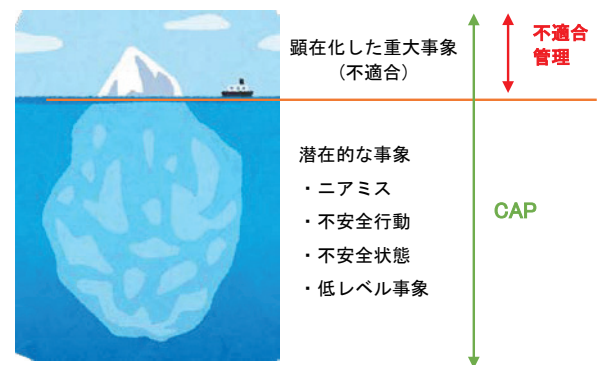 顕在化した重大事象
（不適合）
不適合
管理
潜在的な事象
・ニアミス
・不安全行動
・不安全状態
・低レベル事象
CAP